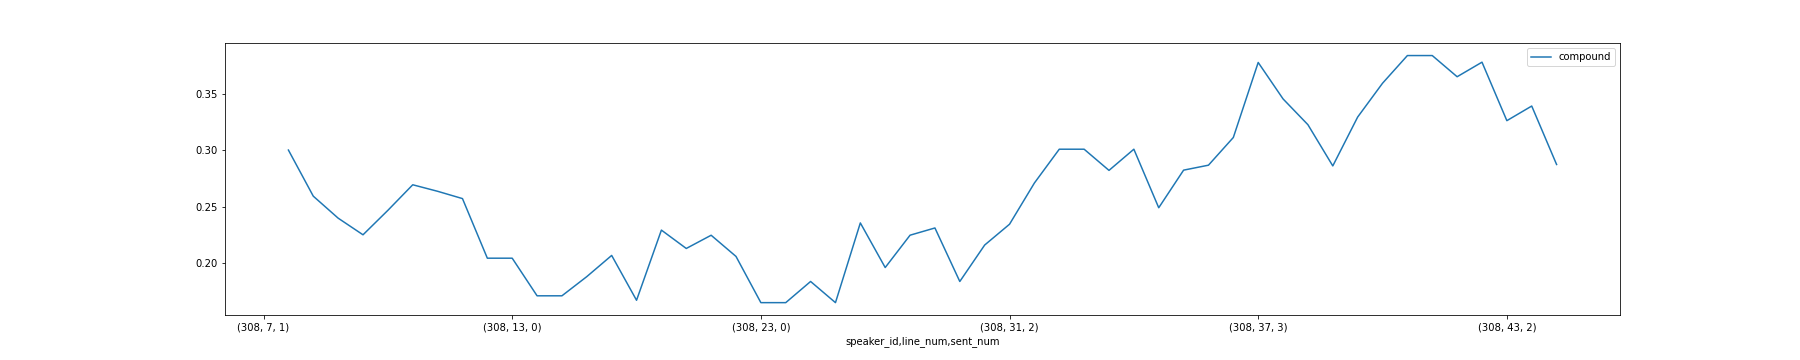 compound
0.35
0.30
0.25
0.20
(308, 7, 1) (308, 13, 0) (308, 23, 0) (308, 31, 2) (308, 37, 3) (308, 43, 2)
speaker_id,line_num,sent_num